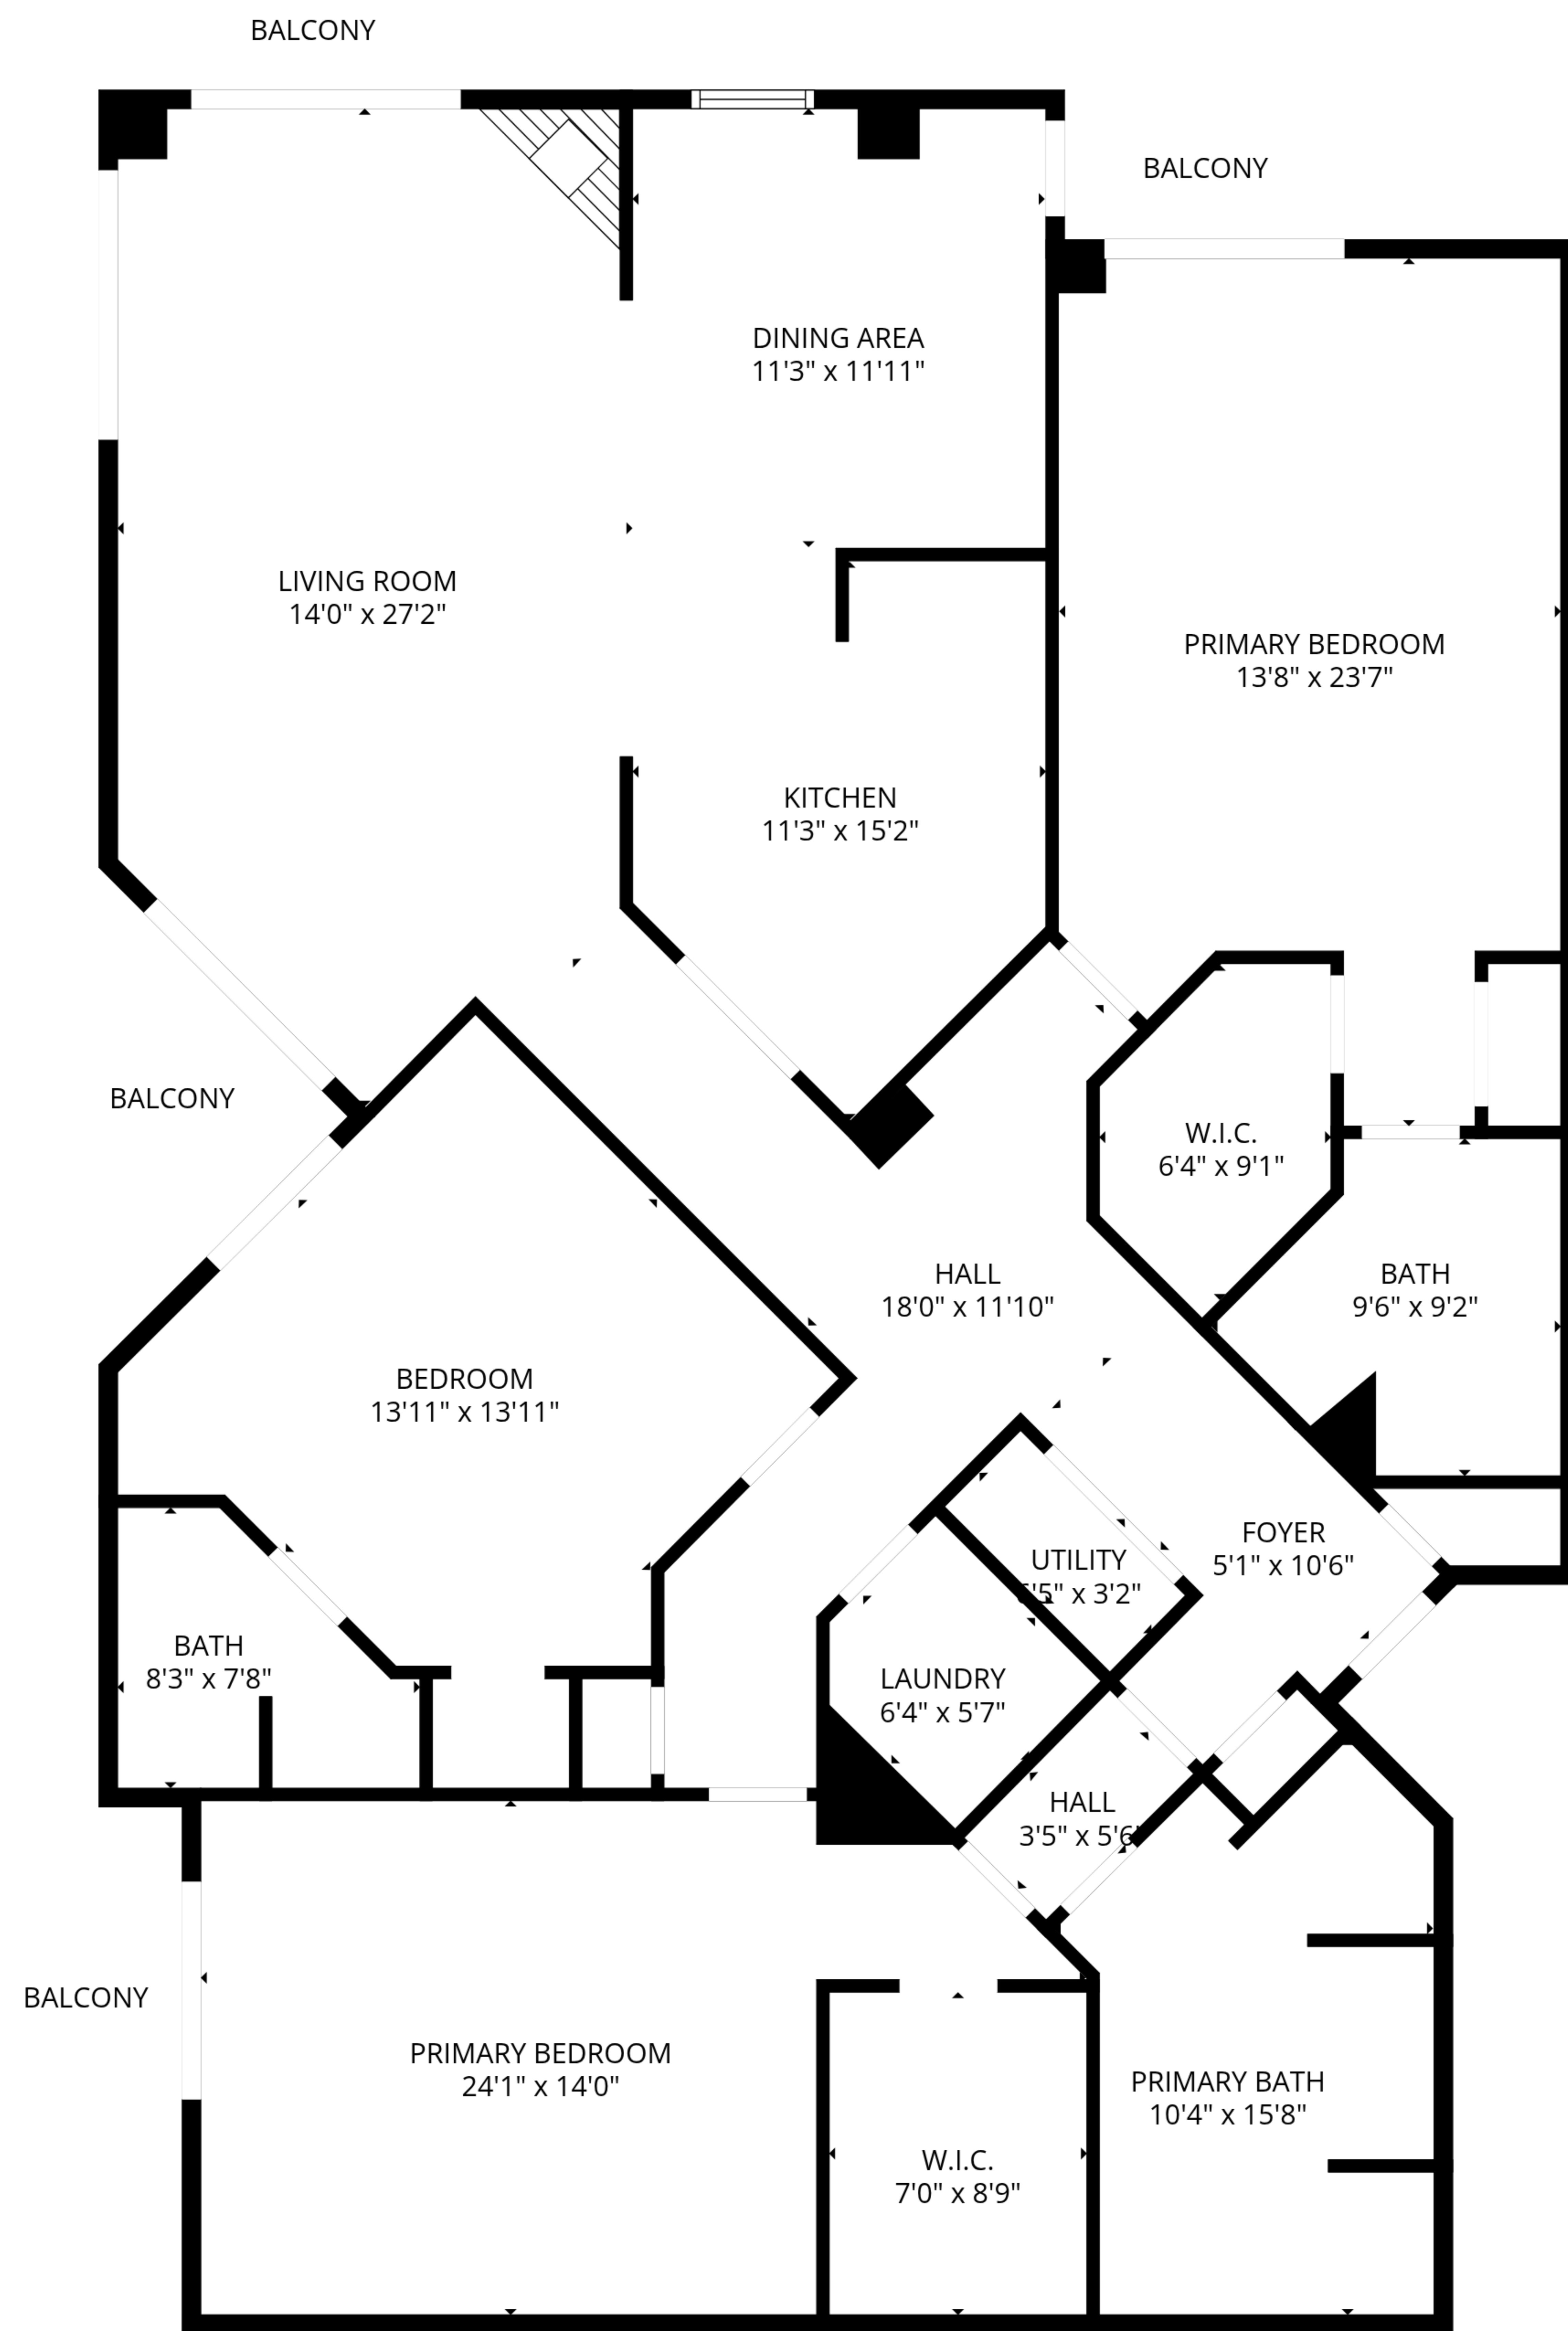 BALCONY
BALCONY
DINING AREA
11'3" x 11'11"
LIVING ROOM
14'0" x 27'2"
PRIMARY BEDROOM
13'8" x 23'7"
KITCHEN
11'3" x 15'2"
BALCONY
W.I.C.
6'4" x 9'1"
HALL
18'0" x 11'10"
BATH
9'6" x 9'2"
BEDROOM
13'11" x 13'11"
FOYER
5'1" x 10'6"
UTILITY
6'5" x 3'2"
BATH
8'3" x 7'8"
LAUNDRY
6'4" x 5'7"
HALL
3'5" x 5'6"
BALCONY
PRIMARY BEDROOM
24'1" x 14'0"
PRIMARY BATH
10'4" x 15'8"
W.I.C.
7'0" x 8'9"